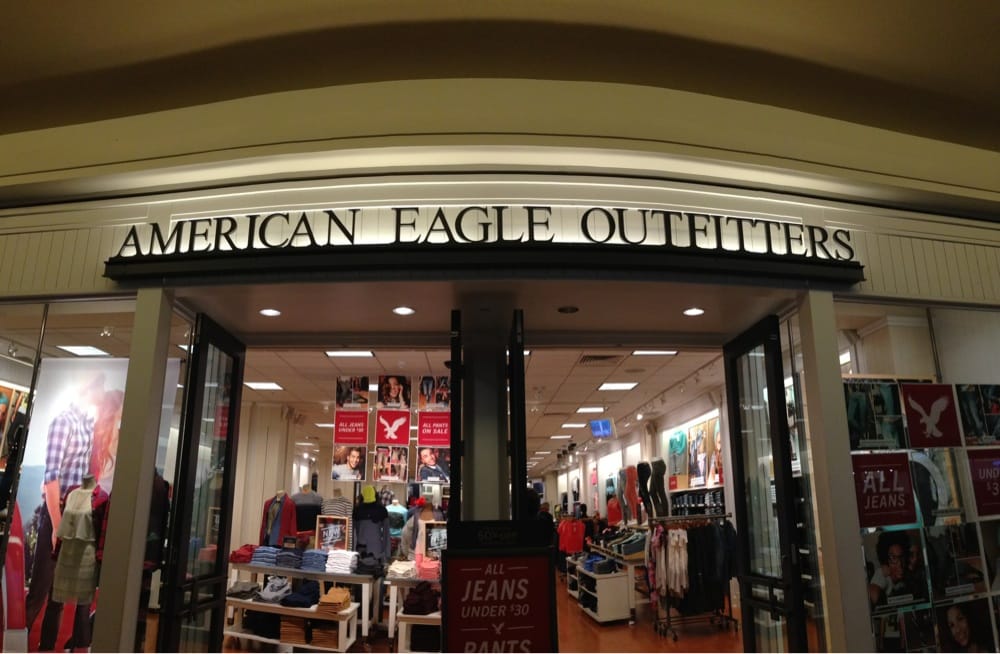 AMERICAN EAGLE OUTFITTERS
ALL JEANS
UNDER $30
ALL PANTS
ON SALE
ALL
JEANS
UNDER $30
PANTS
ALL
JEANS
UND
$30